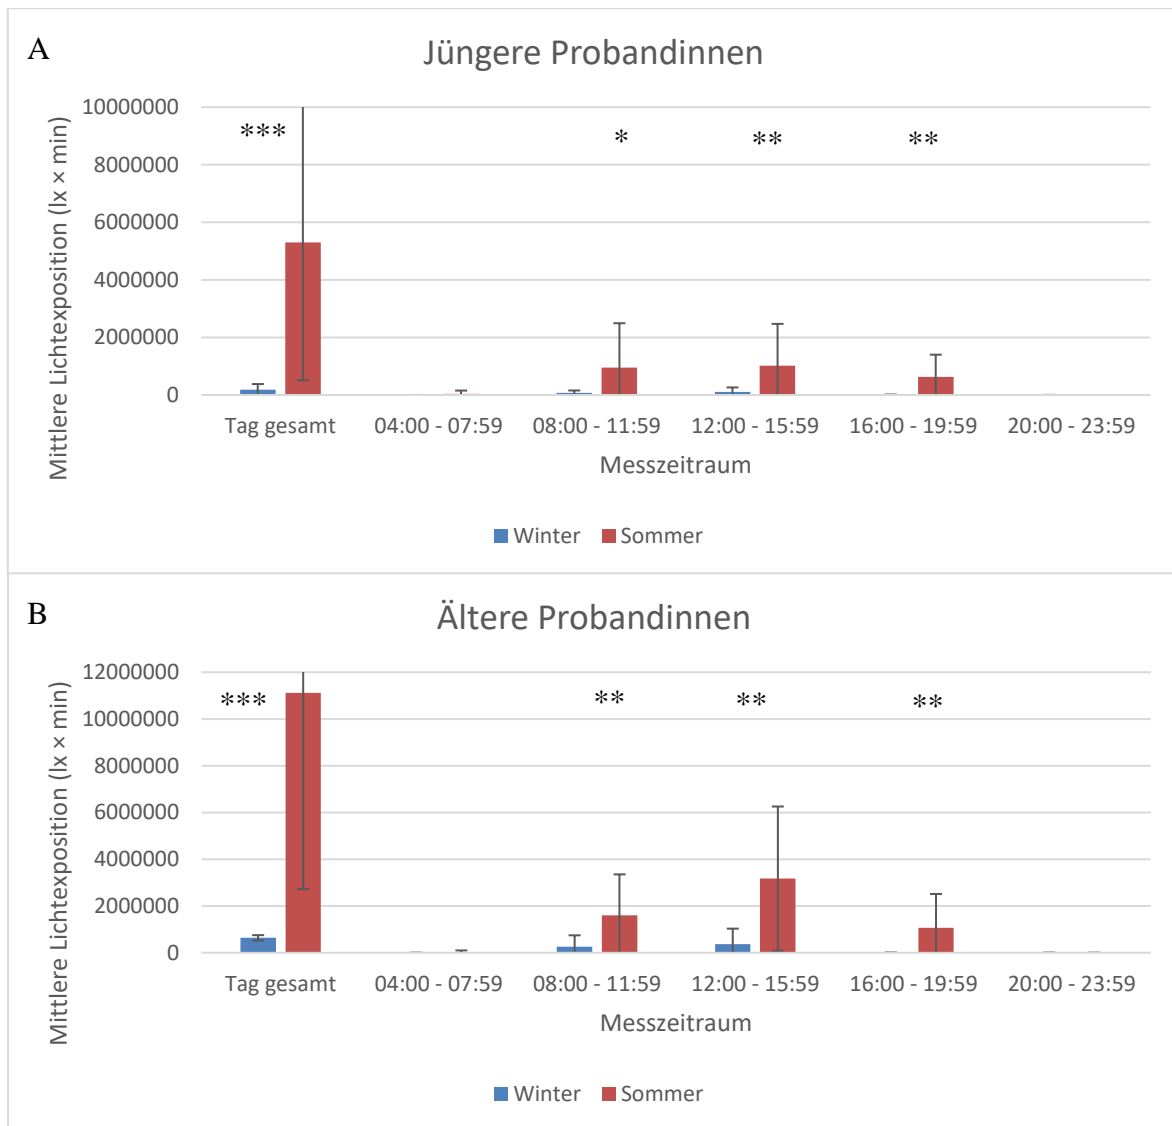 A
Jüngere Probandinnen
Mittlere Lichtexposition (lx × min)
10000000
8000000
6000000
4000000
2000000
0
*** * ** **
Tag gesamt 04:00 - 07:59 08:00 - 11:59 12:00 - 15:59 16:00 - 19:59 20:00 - 23:59
Messzeitraum
Winter Sommer
B
Ältere Probandinnen
Mittlere Lichtexposition (lx × min)
12000000
10000000
8000000
6000000
4000000
2000000
0
*** ** ** **
Tag gesamt 04:00 - 07:59 08:00 - 11:59 12:00 - 15:59 16:00 - 19:59 20:00 - 23:59
Messzeitraum
Winter Sommer